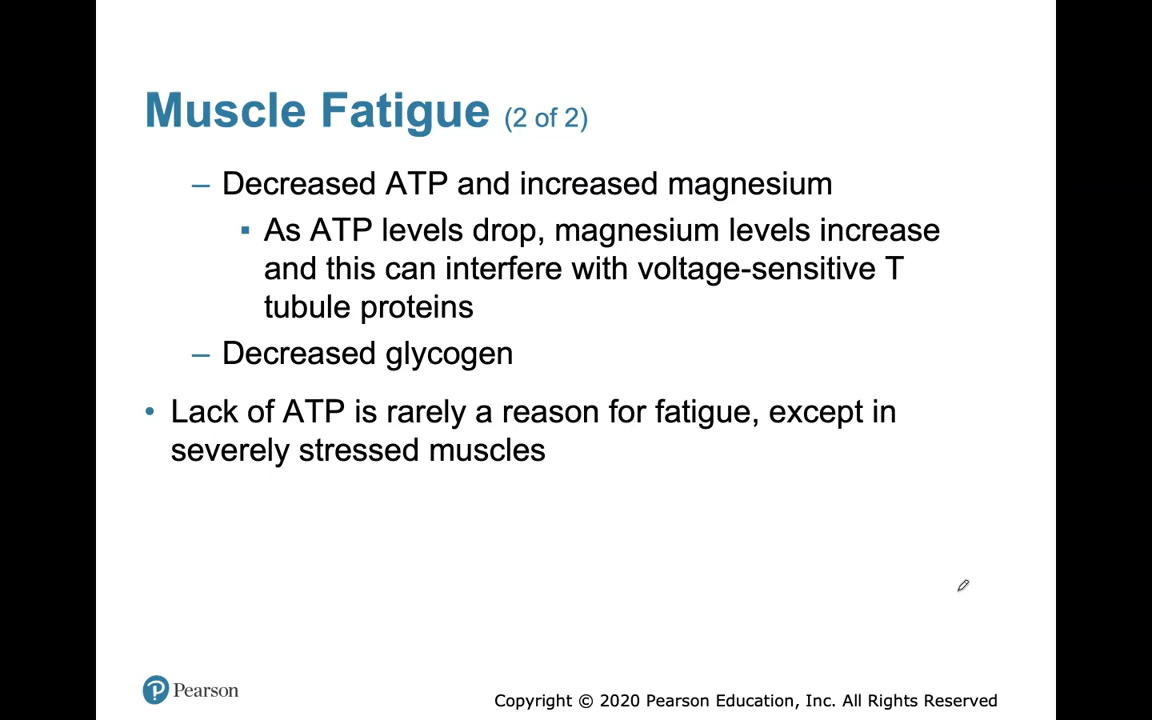 Muscle Fatigue (2 of 2)
– Decreased ATP and increased magnesium
▪ As ATP levels drop, magnesium levels increase
and this can interfere with voltage-sensitive T
tubule proteins
– Decreased glycogen
• Lack of ATP is rarely a reason for fatigue, except in
severely stressed muscles
Pearson
Copyright © 2020 Pearson Education, Inc. All Rights Reserved